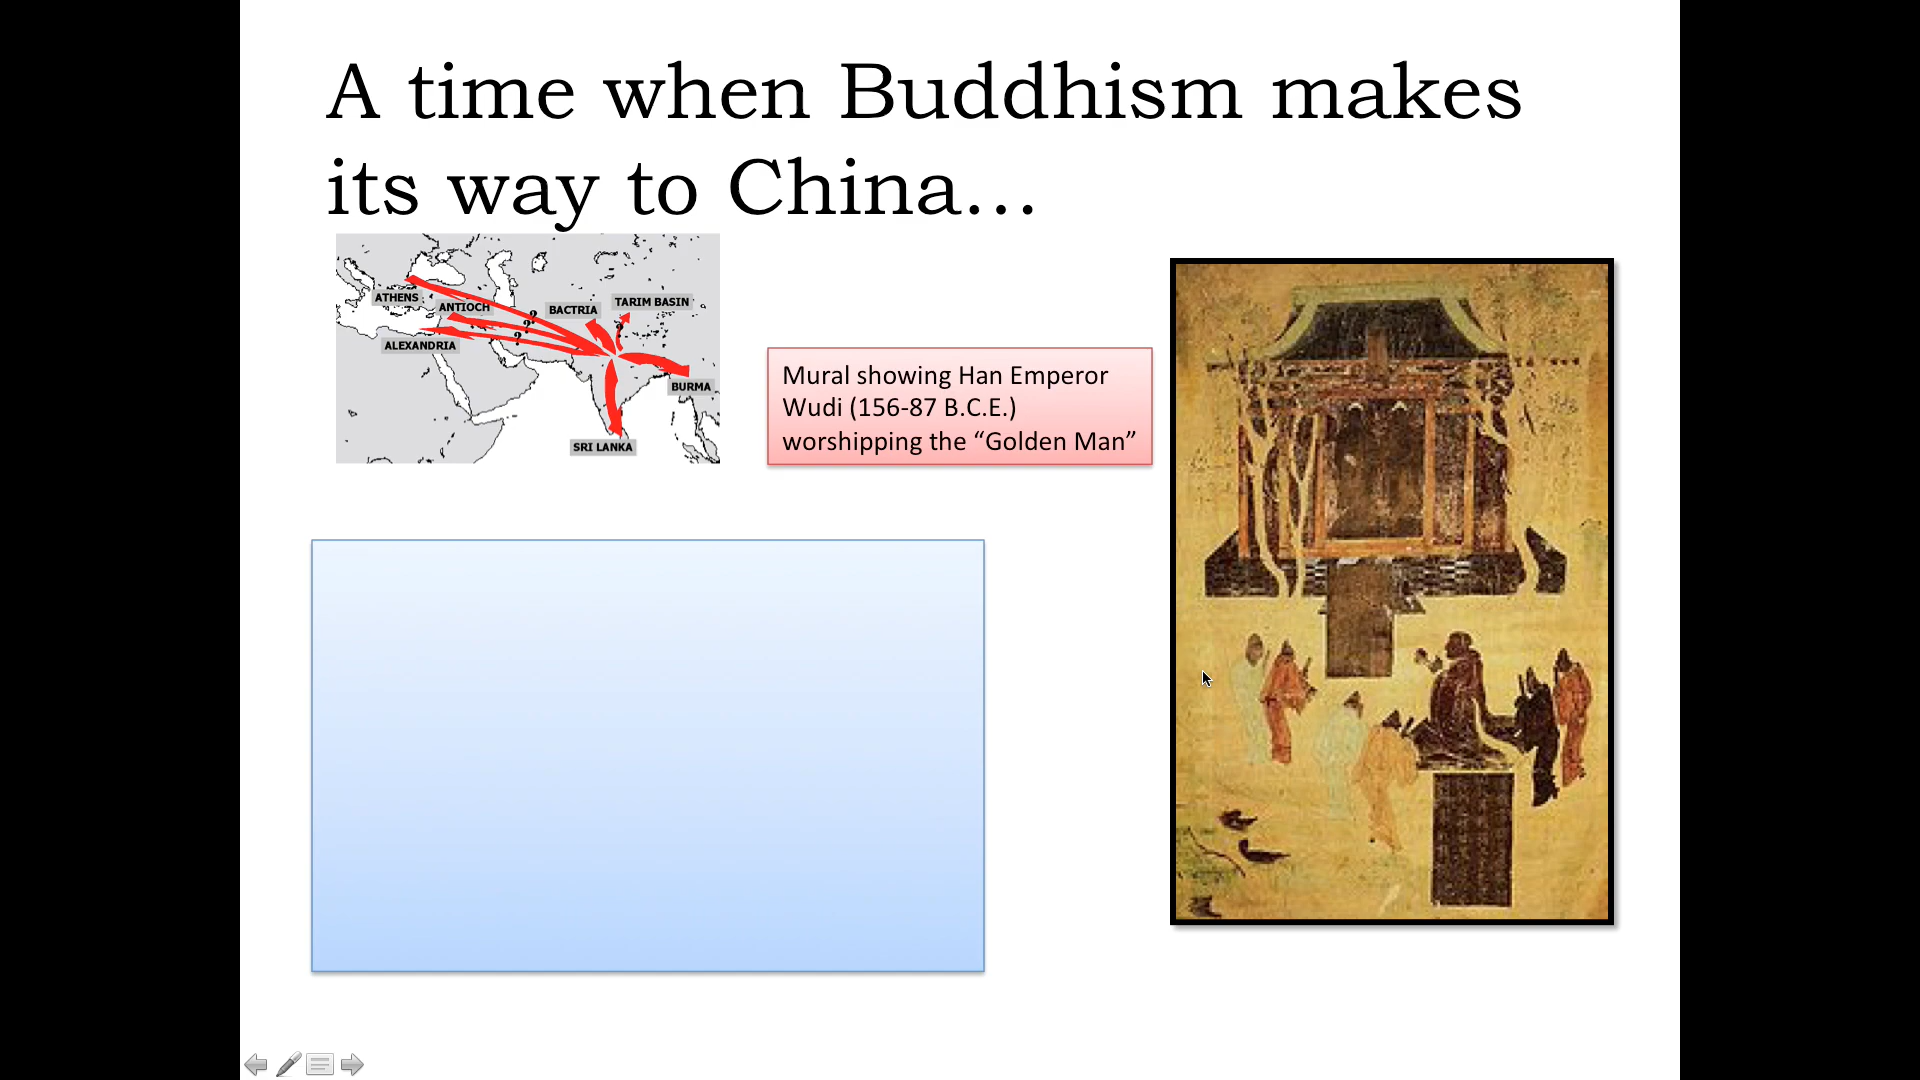 A time when Buddhism makes
its way to China…
ATHENS
ANTIOCH
ALEXANDRIA
BACTRIA
TARIM BASIN
?
?
?
?
BURMA
SRI LANKA
Mural showing Han Emperor
Wudi (156-87 B.C.E.)
worshipping the “Golden Man”